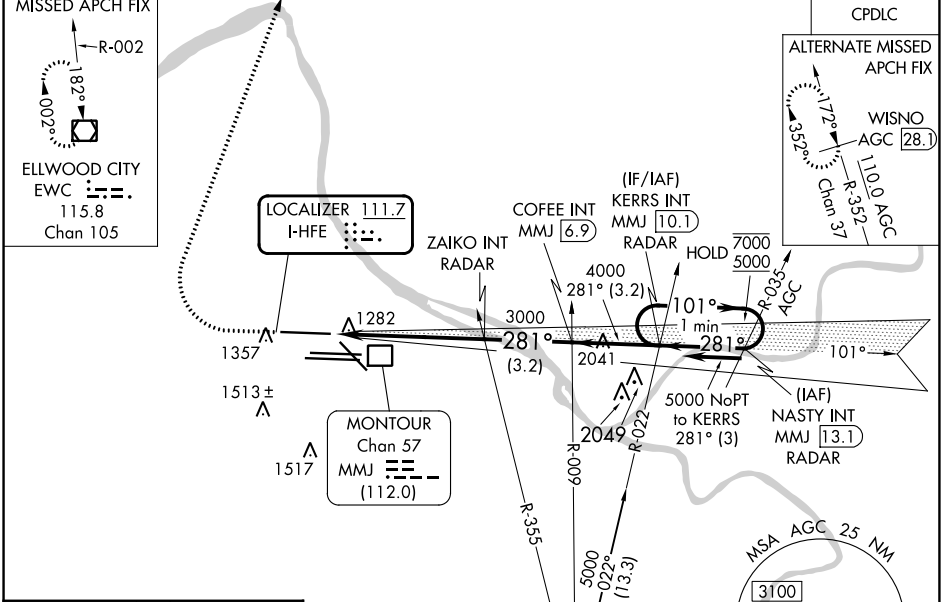 MISSED APCH FIX
R-002
182°
002°
ELLWOOD CITY
EWC
115.8
Chan 105
CPDLC
ALTERNATE MISSED
APCH FIX
172°
352°
WISNO
AGC 28.1
110.0 AGC
Chan 37
R-352
LOCALIZER 111.7
I-HFE
ZAIKO INT
RADAR
COFEE INT
MMJ 6.9
(IF/IAF)
KERRS INT
MMJ 10.1
RADAR
HOLD
7000
5000
R-035
AGC
4000
281° (3.2)
101°
1 min
281°
3000
281°
(3.2)
1282
1357
2041
101°
1513 ±
1517
MONTOUR
Chan 57
MMJ
(112.0)
2049
5000 NoPT
to KERRS
281° (3)
(IAF)
NASTY INT
MMJ 13.1
RADAR
R-022
R-009
R-355
5000
022°
(13.3)
MSA AGC 25 NM
3100